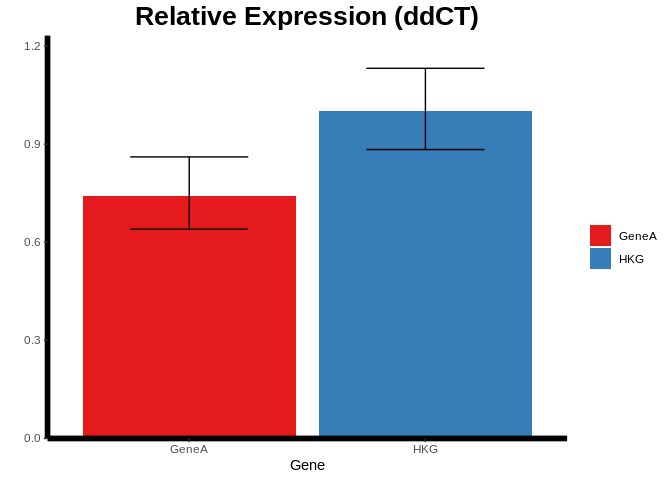 Relative Expression (ddCT)
1.2
0.9
0.6
0.3
0.0
GeneA
HKG
Gene
GeneA
HKG